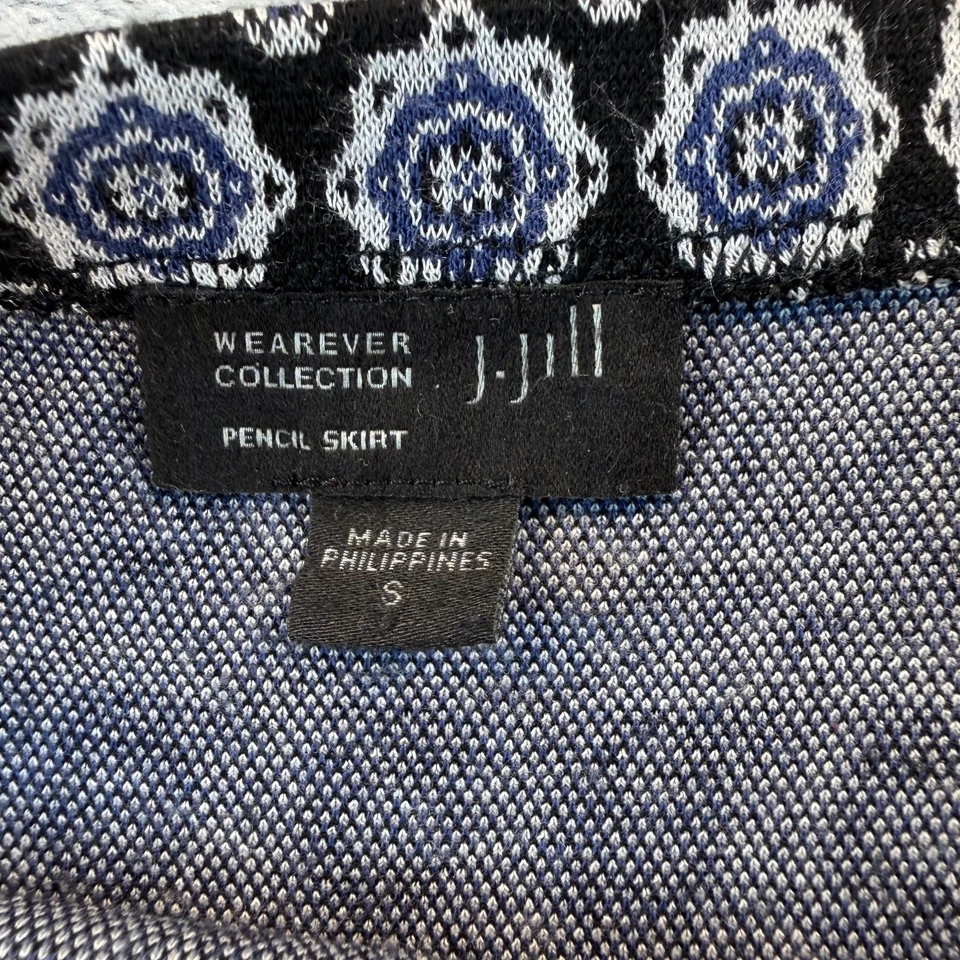 WEAREVER
COLLECTION
j.jill
PENCIL SKIRT
MADE IN
PHILIPPINES
S